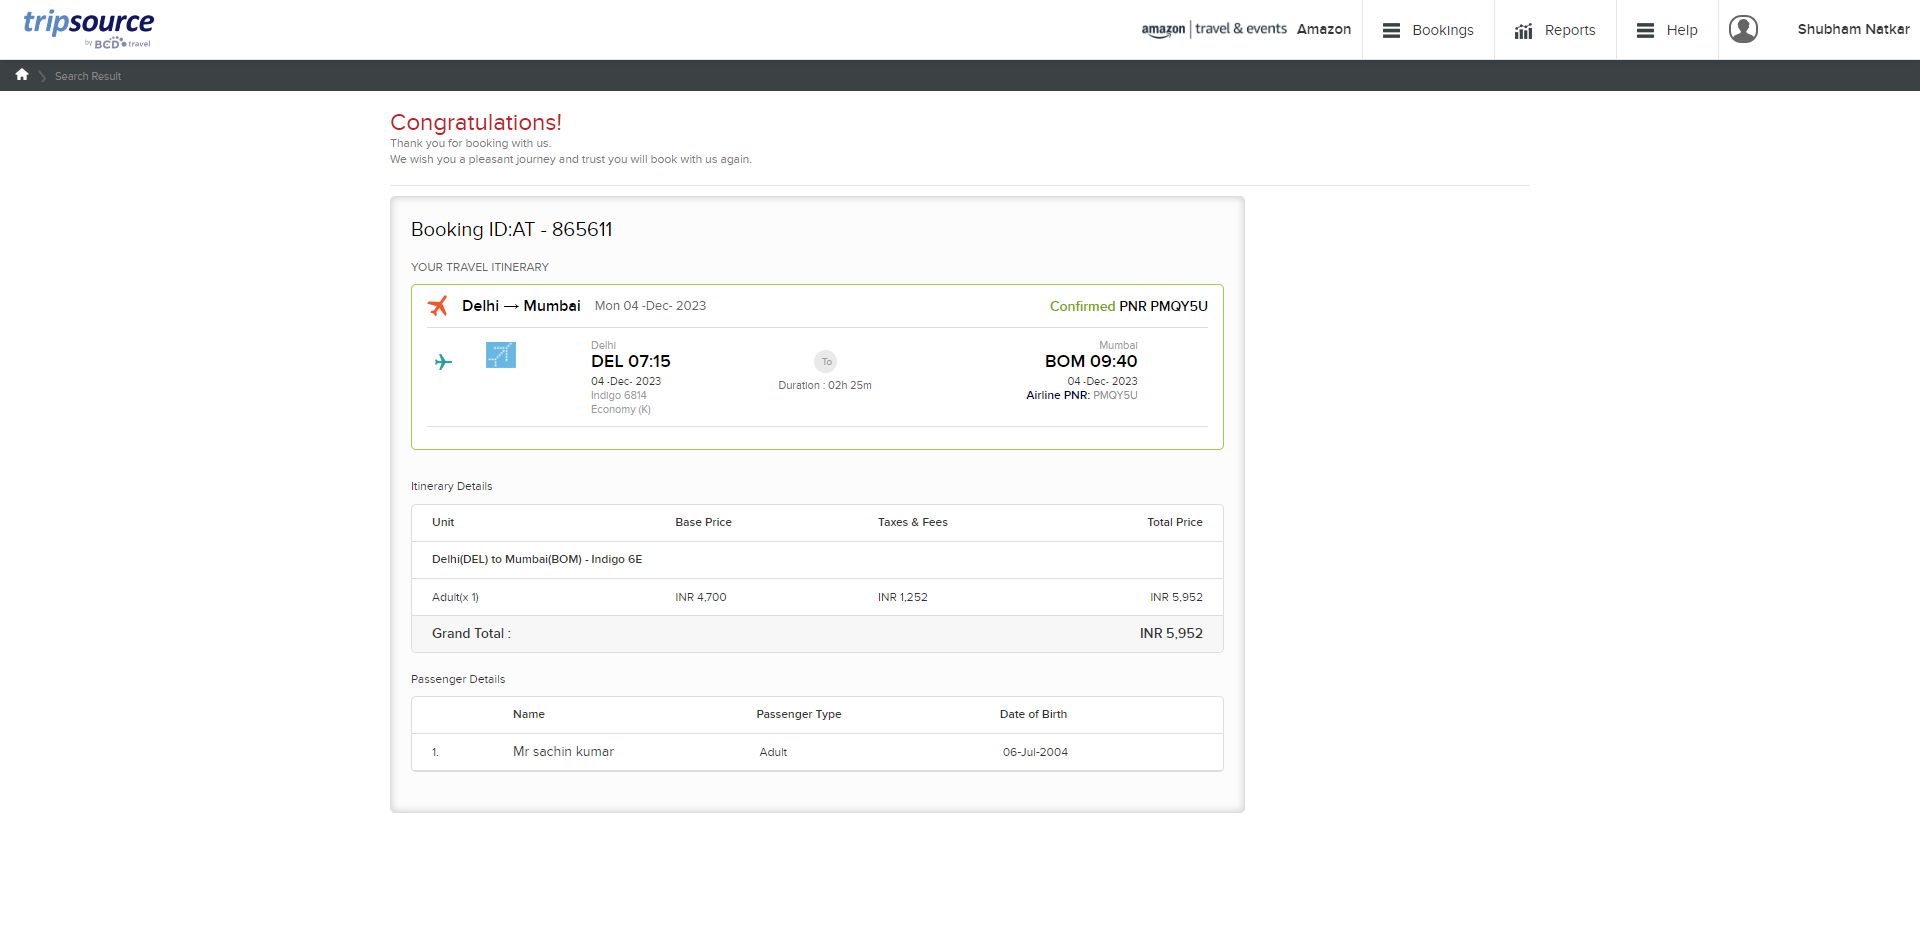 tripsource
by BCD travel
amazon | travel & events Amazon
Bookings
Reports
Help
Shubham Natkar
Search Result
Congratulations!
Thank you for booking with us.
We wish you a pleasant journey and trust you will book with us again.
Booking ID:AT - 865611
YOUR TRAVEL ITINERARY
Delhi → Mumbai Mon 04 -Dec- 2023 Confirmed PNR PMQY5U
Delhi Mumbai
DEL 07:15 To BOM 09:40
04 -Dec- 2023 Duration : 02h 25m 04 -Dec- 2023
Indigo 6814 Airline PNR: PMQY5U
Economy (K)
Itinerary Details
Unit Base Price Taxes & Fees Total Price
Delhi(DEL) to Mumbai(BOM) - Indigo 6E
Adult(x 1) INR 4,700 INR 1,252 INR 5,952
Grand Total : INR 5,952
Passenger Details
Name Passenger Type Date of Birth
1. Mr sachin kumar Adult 06-Jul-2004